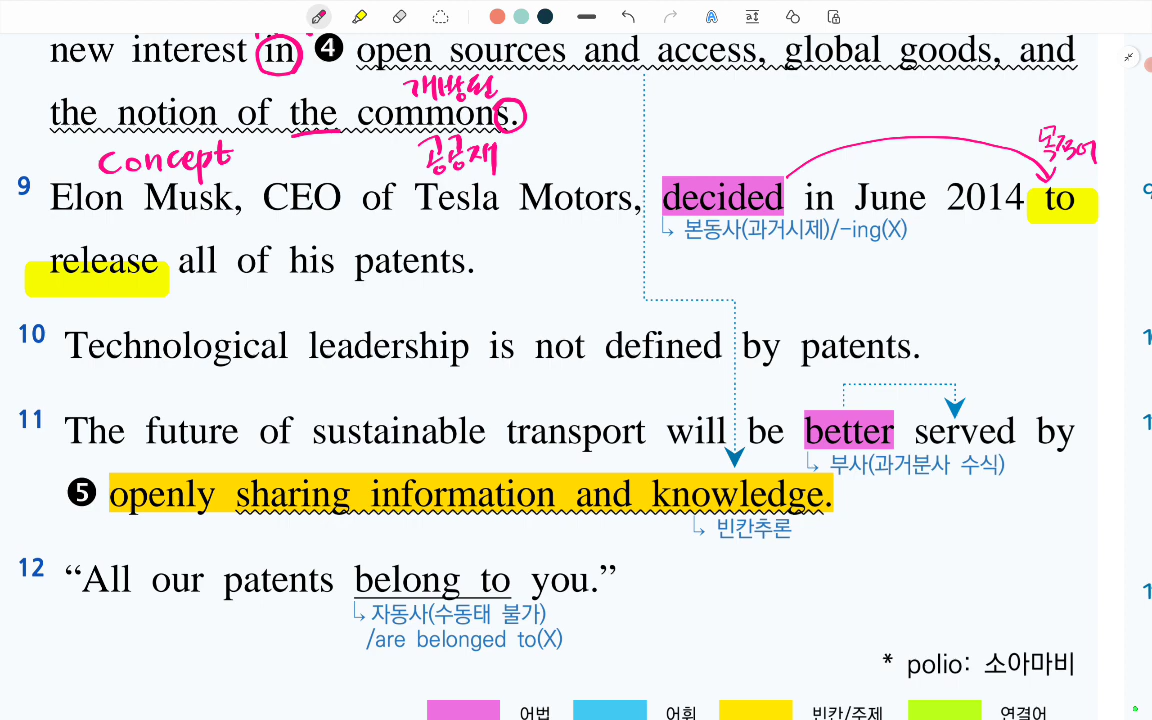 new interest in ❹ open sources and access, global goods, and
개방된
the notion of the commons.
concept 공공재
목적어
9 Elon Musk, CEO of Tesla Motors, decided in June 2014 to
↳ 본동사(과거시제)/-ing(X)
release all of his patents.
10 Technological leadership is not defined by patents.
11 The future of sustainable transport will be better served by
↳ 부사(과거분사 수식)
❺ openly sharing information and knowledge.
↳ 빈칸추론
12 “All our patents belong to you.”
↳ 자동사(수동태 불가)
/are belonged to(X)
* polio: 소아마비
어법 어휘 빈칸/주제 연결어